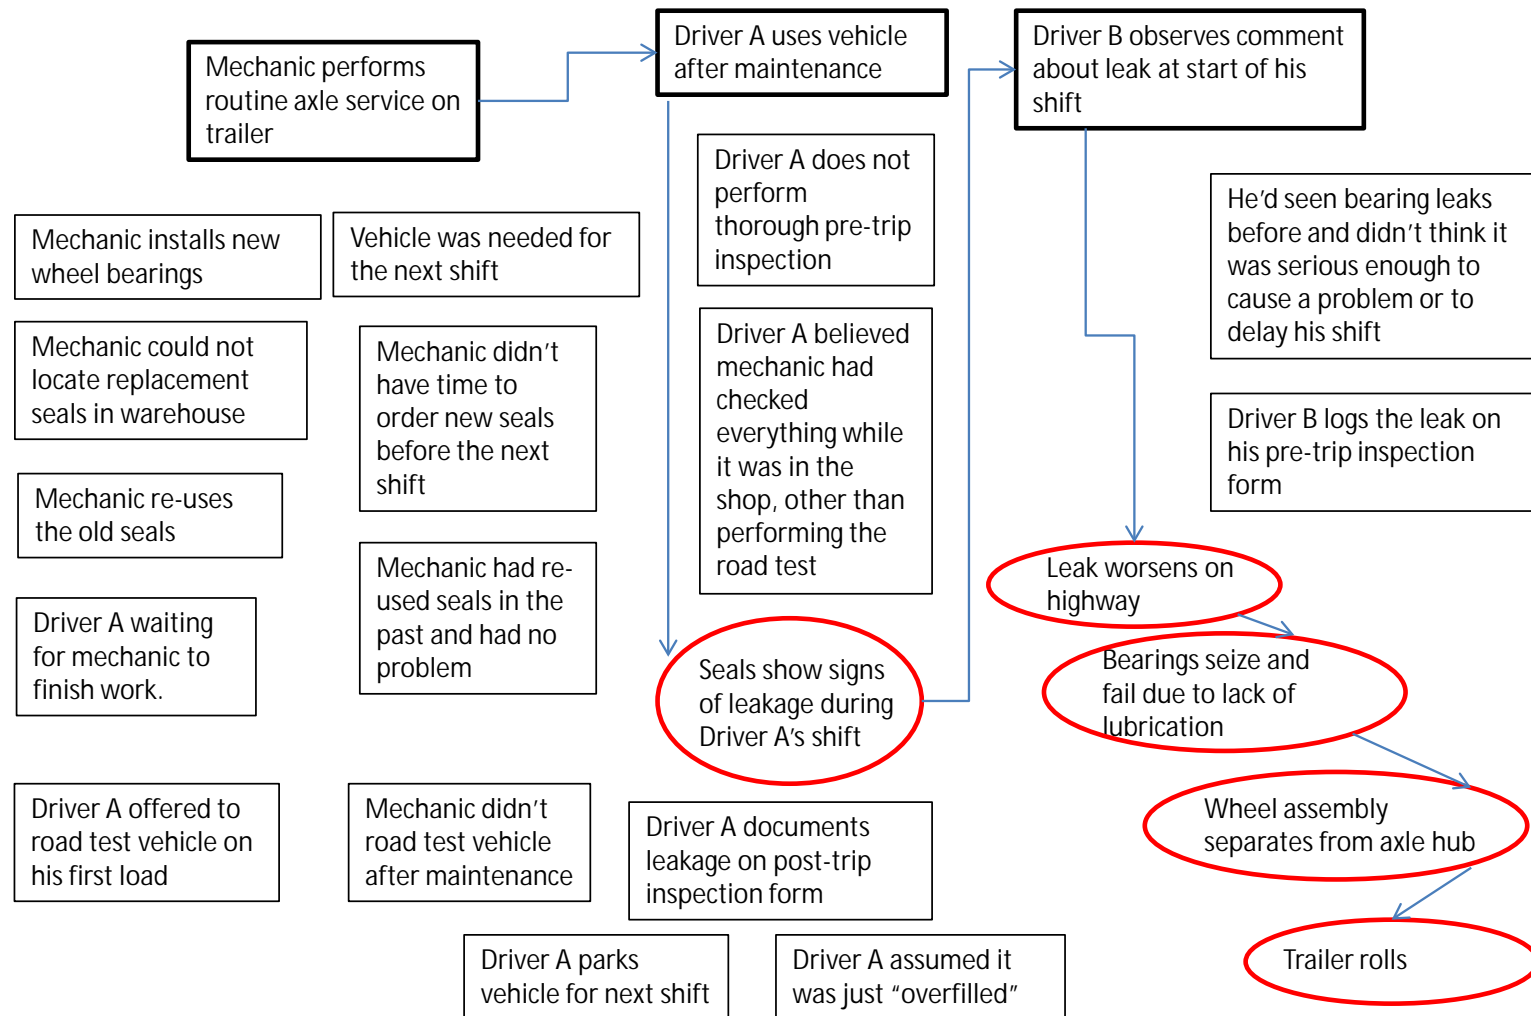 Mechanic performs
routine axle service on
trailer
Driver A uses vehicle
after maintenance
Driver B observes comment
about leak at start of his
shift
Mechanic installs new
wheel bearings
Vehicle was needed for
the next shift
Driver A does not
perform
thorough pre-trip
inspection
He’d seen bearing leaks
before and didn’t think it
was serious enough to
cause a problem or to
delay his shift
Mechanic could not
locate replacement
seals in warehouse
Mechanic didn’t
have time to
order new seals
before the next
shift
Driver A believed
mechanic had
checked
everything while
it was in the
shop, other than
performing the
road test
Driver B logs the leak on
his pre-trip inspection
form
Mechanic re-uses
the old seals
Mechanic had re-
used seals in the
past and had no
problem
Leak worsens on
highway
Driver A waiting
for mechanic to
finish work.
Seals show signs
of leakage during
Driver A’s shift
Bearings seize and
fail due to lack of
lubrication
Driver A offered to
road test vehicle on
his first load
Mechanic didn’t
road test vehicle
after maintenance
Driver A documents
leakage on post-trip
inspection form
Wheel assembly
separates from axle hub
Driver A parks
vehicle for next shift
Driver A assumed it
was just “overfilled”
Trailer rolls